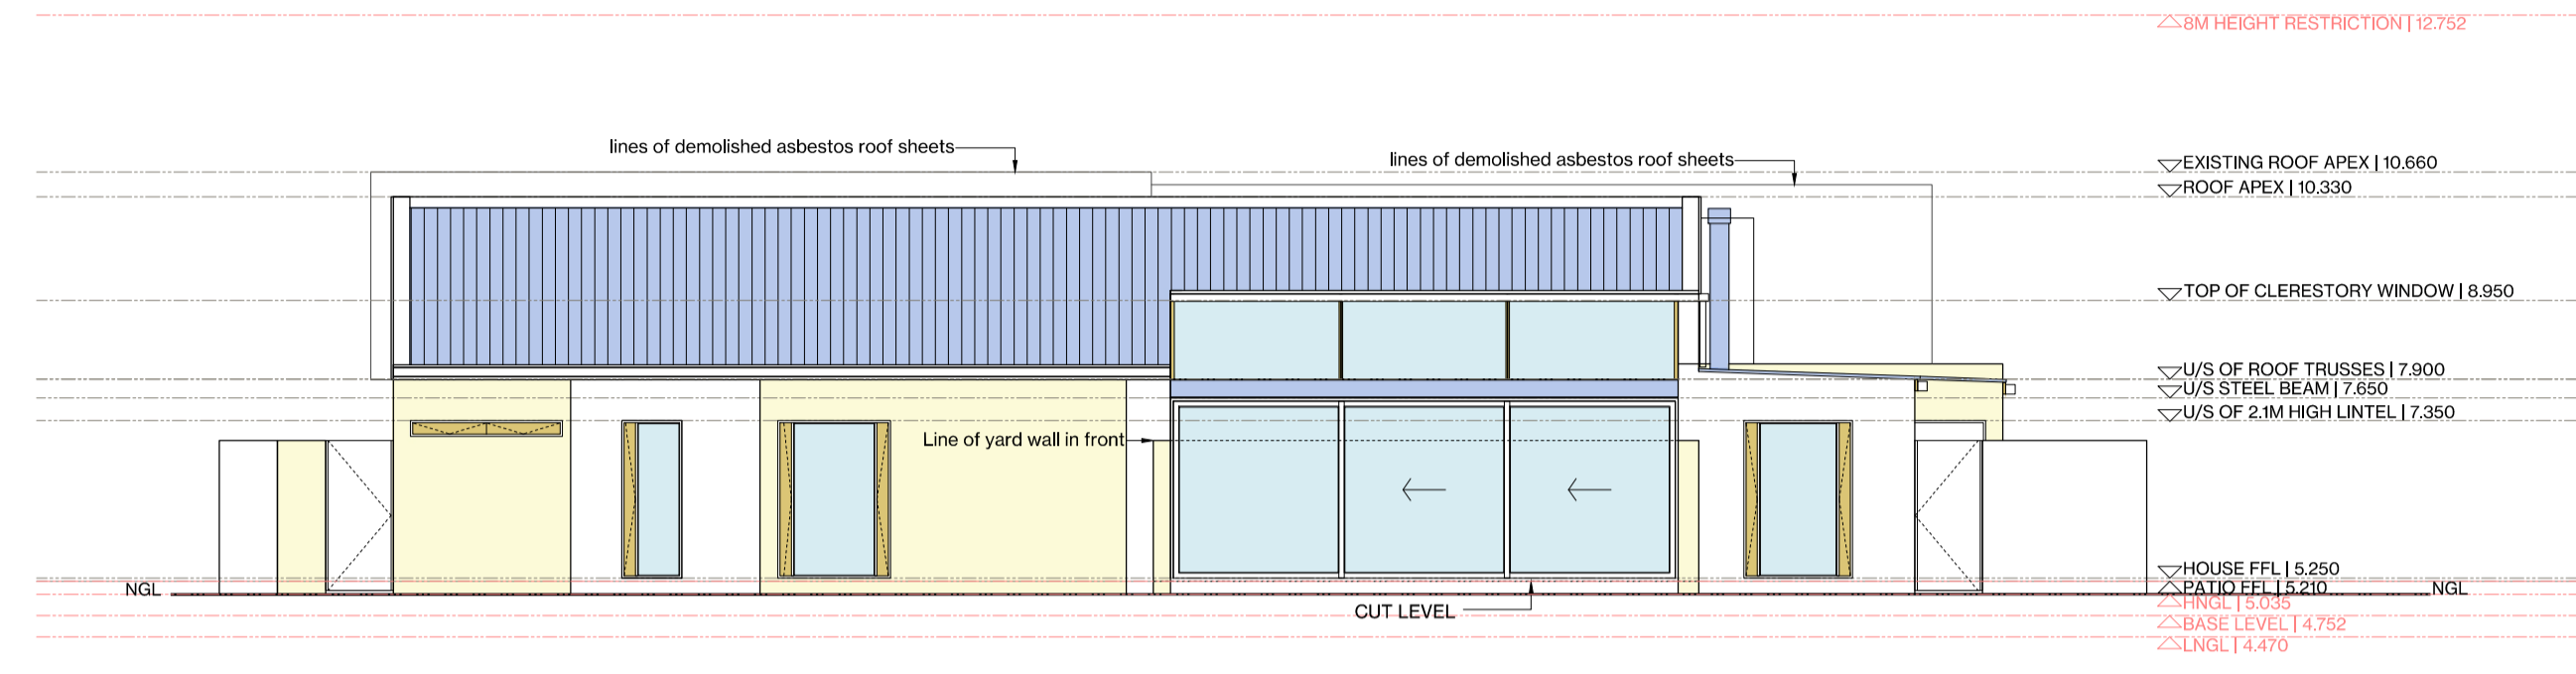 8M HEIGHT RESTRICTION | 12.752
lines of demolished asbestos roof sheets
lines of demolished asbestos roof sheets
EXISTING ROOF APEX | 10.660
ROOF APEX | 10.330
TOP OF CLERESTORY WINDOW | 8.950
U/S OF ROOF TRUSSES | 7.900
U/S STEEL BEAM | 7.650
U/S OF 2.1M HIGH LINTEL | 7.350
Line of yard wall in front
HOUSE FFL | 5.250
NGL
PATIO FFL | 5.210
NGL
HNGL | 5.035
CUT LEVEL
BASE LEVEL | 4.752
LNGL | 4.470